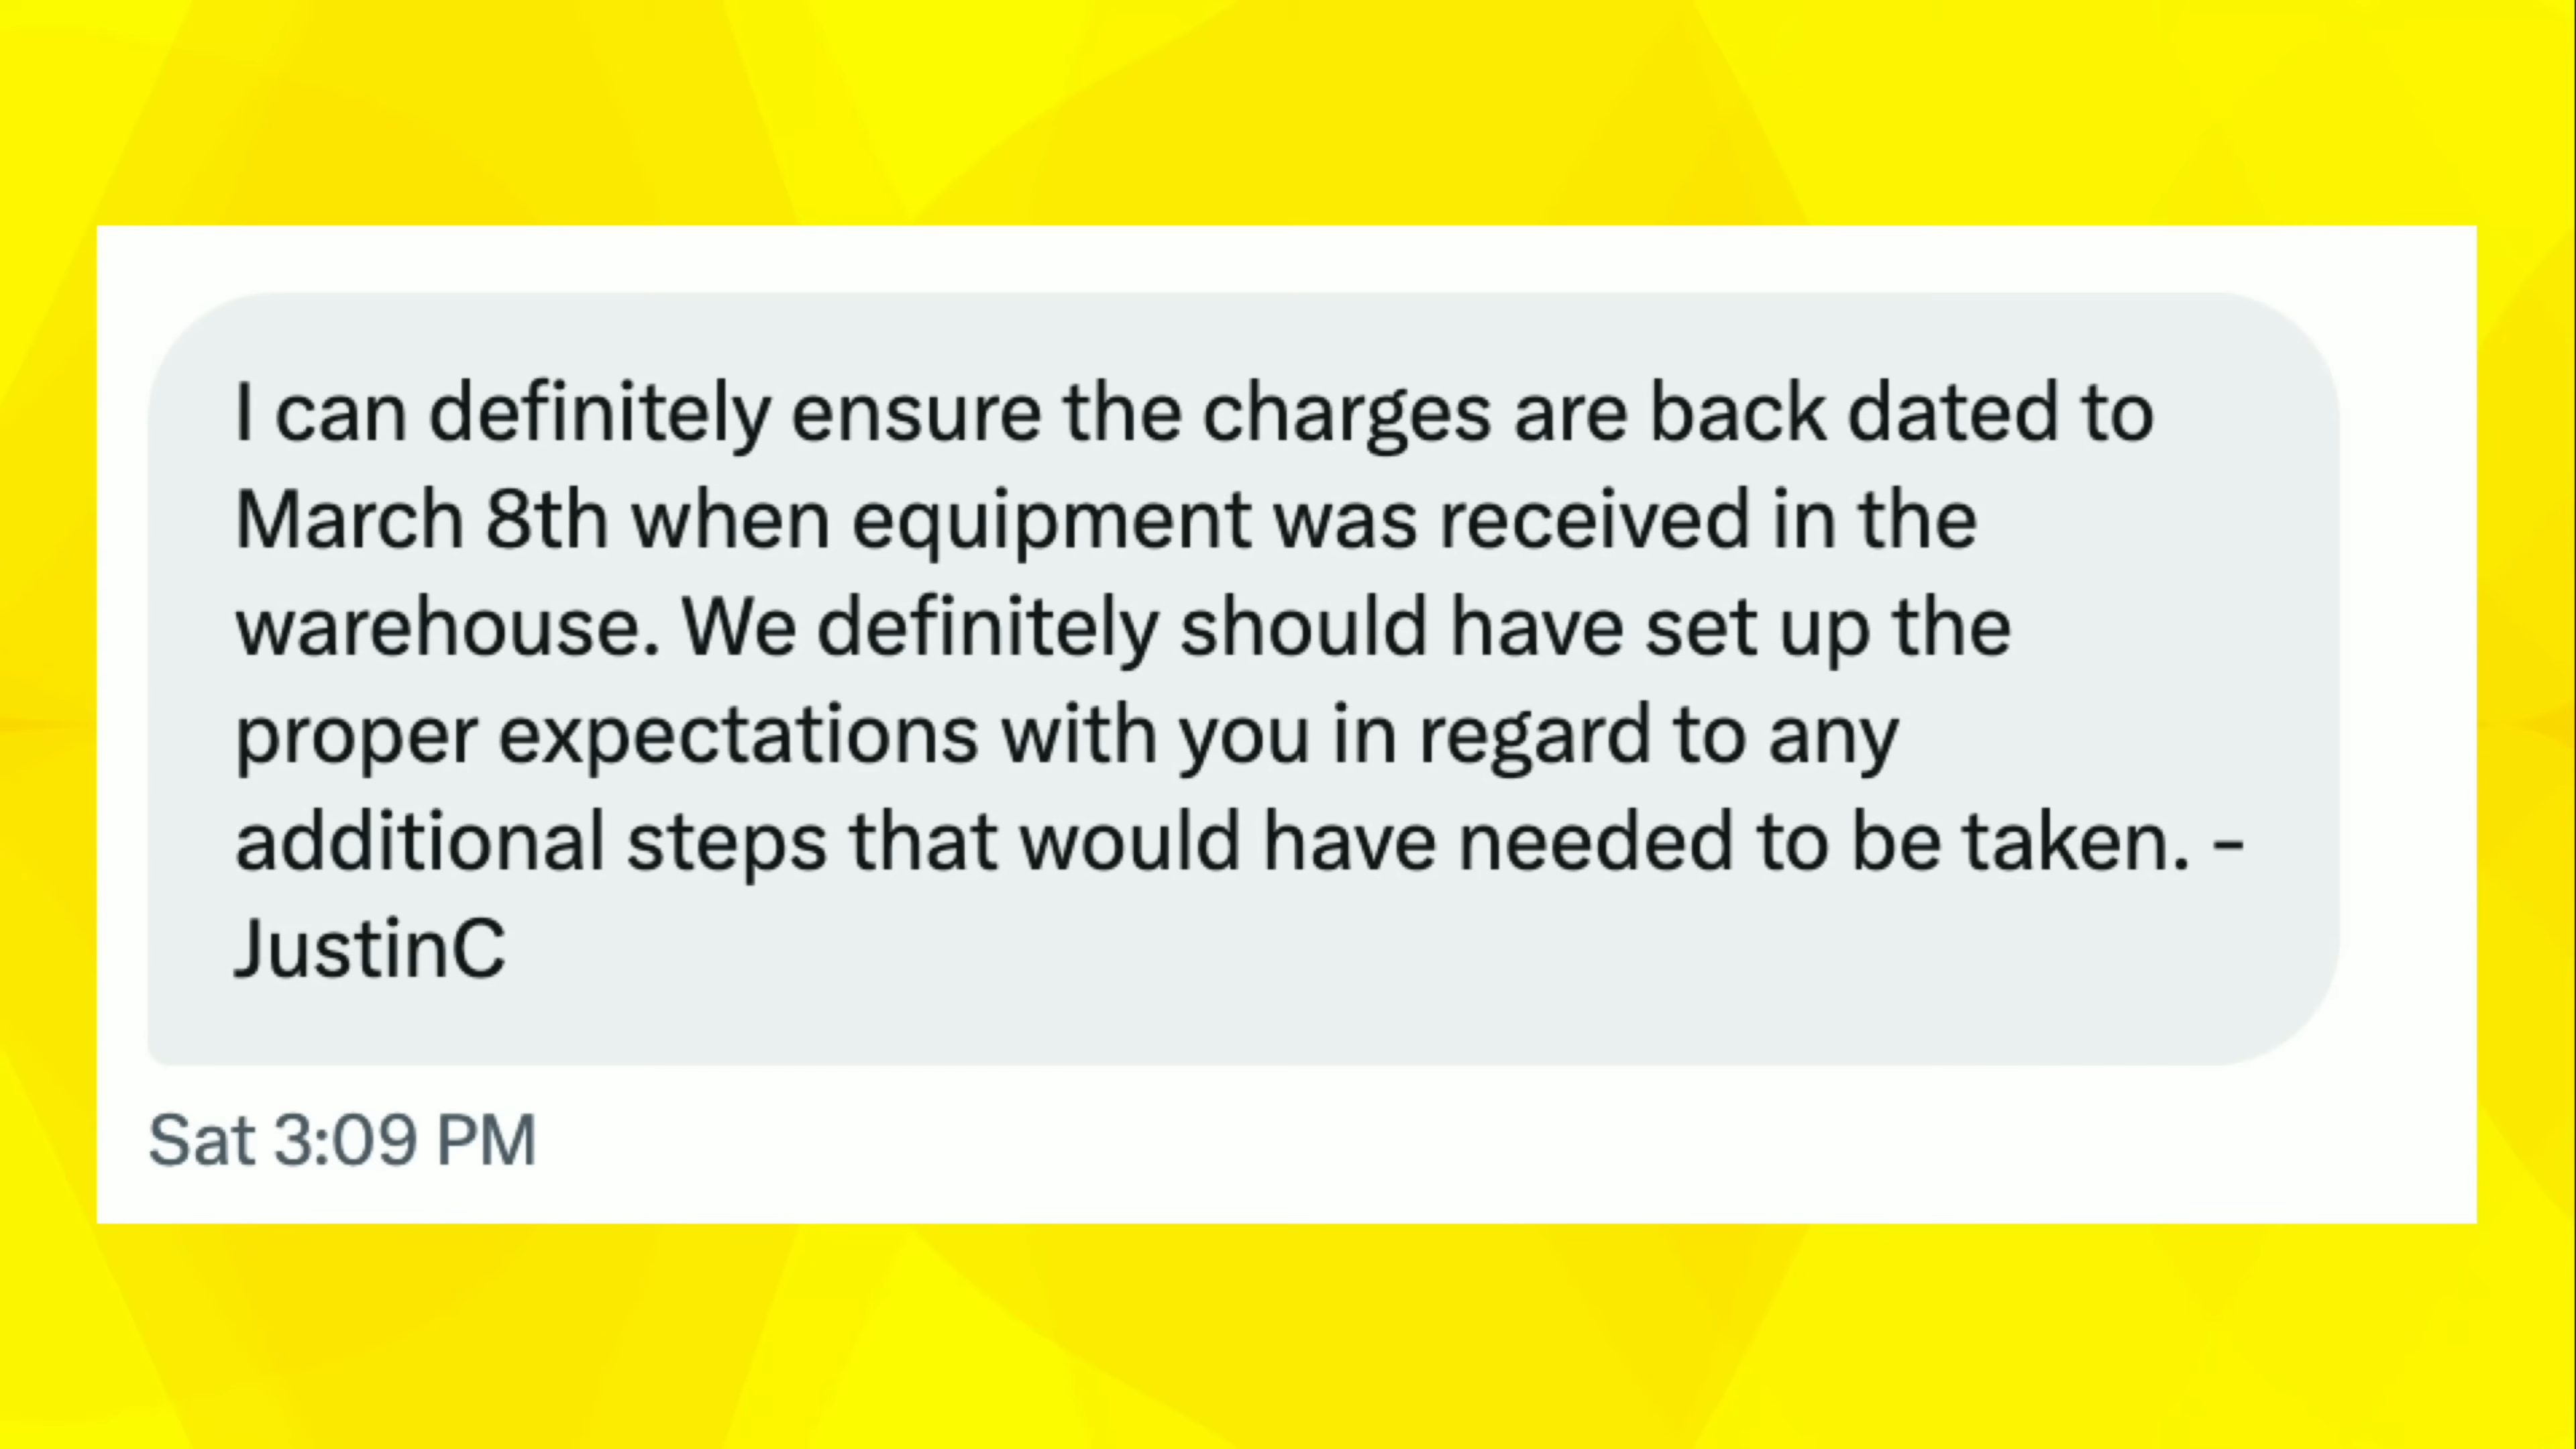 I can definitely ensure the charges are back dated to
March 8th when equipment was received in the
warehouse. We definitely should have set up the
proper expectations with you in regard to any
additional steps that would have needed to be taken. -
JustinC
Sat 3:09 PM